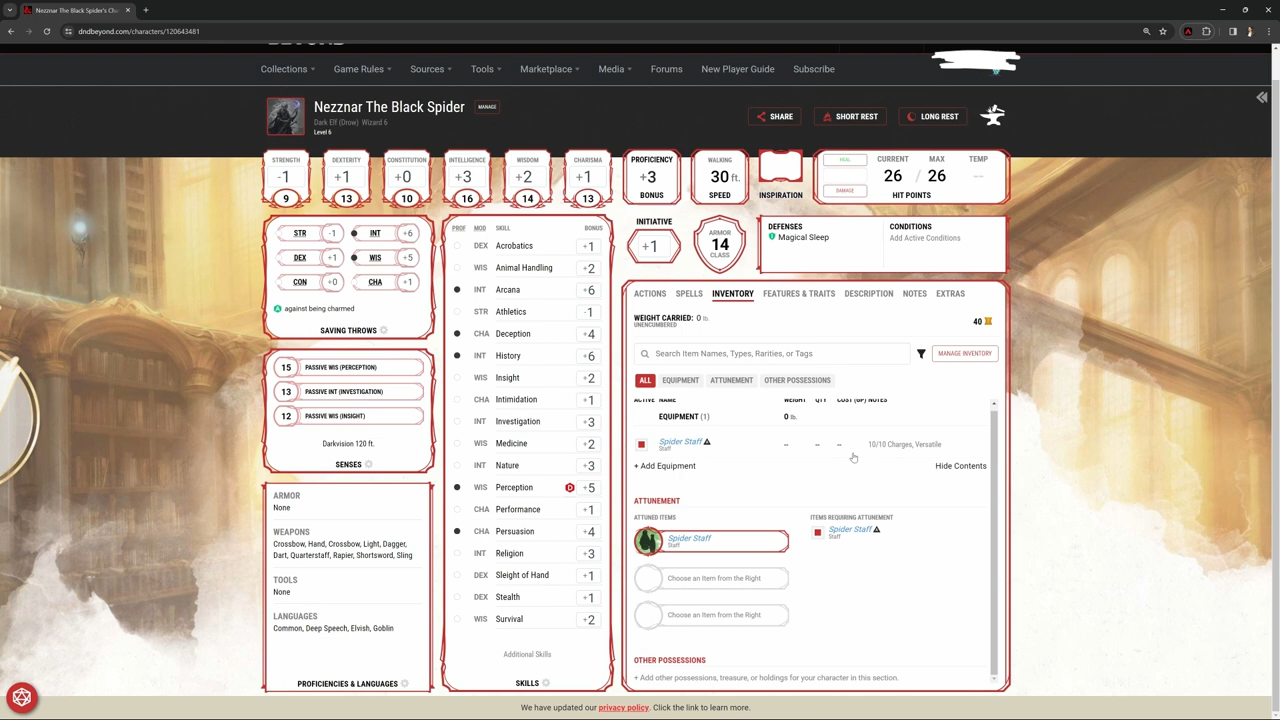 Nezznar The Black Spider's Cha
dndbeyond.com/characters/120643481
Collections Game Rules Sources Tools Marketplace Media Forums New Player Guide Subscribe
Nezznar The Black Spider MANAGE
Dark Elf (Drow) Wizard 6
Level 6
SHARE SHORT REST LONG REST
STRENGTH -1 9
DEXTERITY +1 13
CONSTITUTION +0 10
INTELLIGENCE +3 16
WISDOM +2 14
CHARISMA +1 13
PROFICIENCY +3 BONUS
WALKING 30 ft. SPEED
INSPIRATION
HEAL DAMAGE
CURRENT MAX TEMP
26 / 26 --
HIT POINTS
STR -1 INT +6
DEX +1 WIS +5
CON +0 CHA +1
against being charmed
SAVING THROWS
15 PASSIVE WIS (PERCEPTION)
13 PASSIVE INT (INVESTIGATION)
12 PASSIVE WIS (INSIGHT)
Darkvision 120 ft.
SENSES
ARMOR
None
WEAPONS
Crossbow, Hand, Crossbow, Light, Dagger,
Dart, Quarterstaff, Rapier, Shortsword, Sling
TOOLS
None
LANGUAGES
Common, Deep Speech, Elvish, Goblin
PROFICIENCIES & LANGUAGES
PROF MOD SKILL BONUS
DEX Acrobatics +1
WIS Animal Handling +2
INT Arcana +6
STR Athletics -1
CHA Deception +4
INT History +6
WIS Insight +2
CHA Intimidation +1
INT Investigation +3
WIS Medicine +2
INT Nature +3
WIS Perception +5
CHA Performance +1
CHA Persuasion +4
INT Religion +3
DEX Sleight of Hand +1
DEX Stealth +1
WIS Survival +2
Additional Skills
SKILLS
INITIATIVE
+1
ARMOR
14
CLASS
DEFENSES
Magical Sleep
CONDITIONS
Add Active Conditions
ACTIONS SPELLS INVENTORY FEATURES & TRAITS DESCRIPTION NOTES EXTRAS
WEIGHT CARRIED: 0 lb.
UNENCUMBERED
40
Search Item Names, Types, Rarities, or Tags
MANAGE INVENTORY
ALL EQUIPMENT ATTUNEMENT OTHER POSSESSIONS
ACTIVE NAME WEIGHT QTY COST (GP) NOTES
EQUIPMENT (1) 0 lb.
Spider Staff -- -- -- 10/10 Charges, Versatile
Staff
+ Add Equipment Hide Contents
ATTUNEMENT
ATTUNED ITEMS
Spider Staff
Staff
Choose an Item from the Right
Choose an Item from the Right
ITEMS REQUIRING ATTUNEMENT
Spider Staff
Staff
OTHER POSSESSIONS
+ Add other possessions, treasure, or holdings for your character in this section.
We have updated our privacy policy. Click the link to learn more.